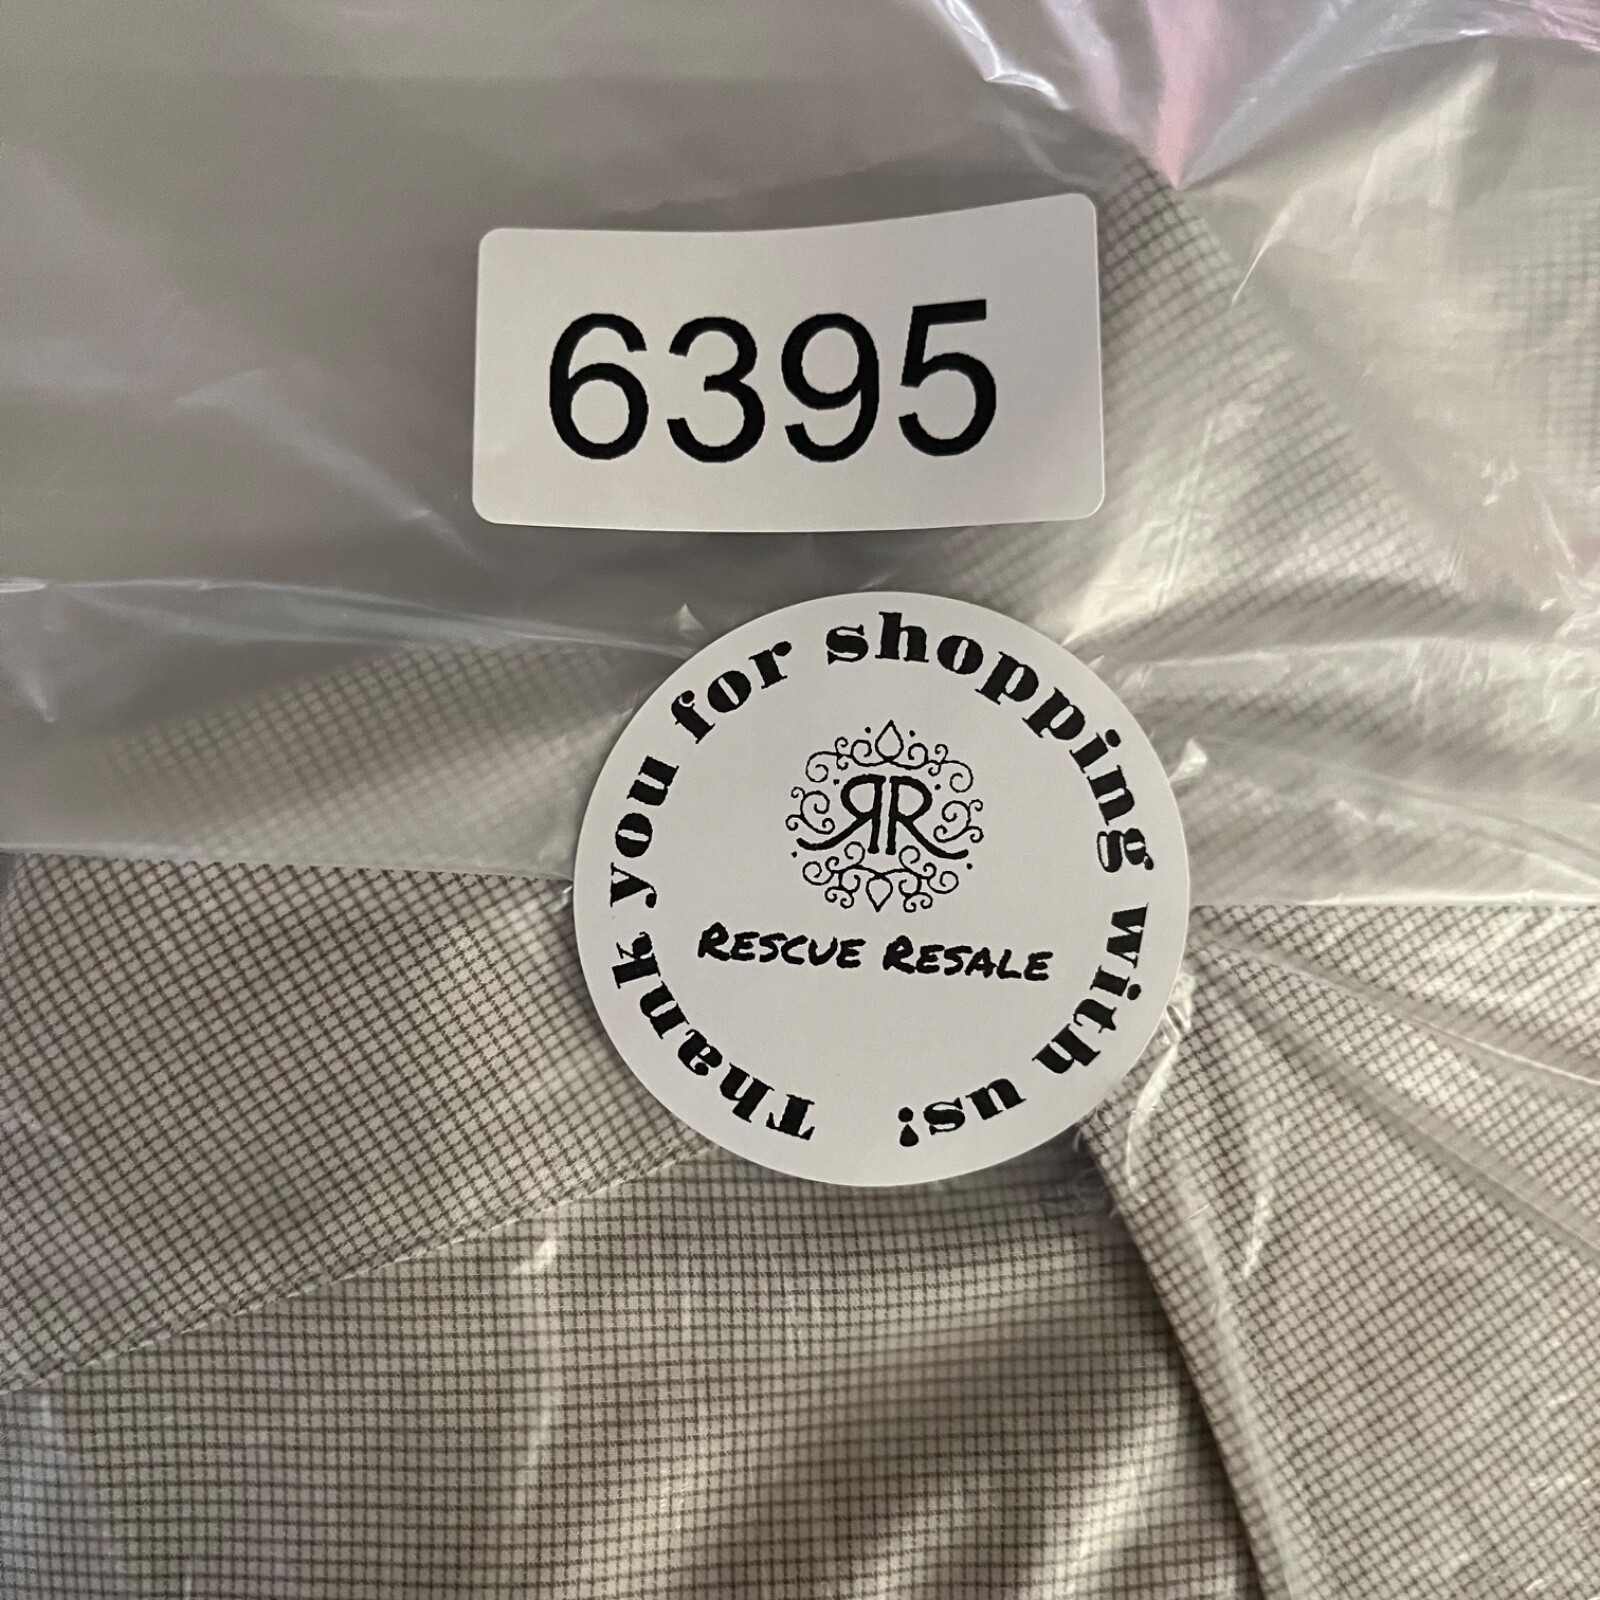 6395
Thank you for shopping with us!
RR
RESCUE RESALE